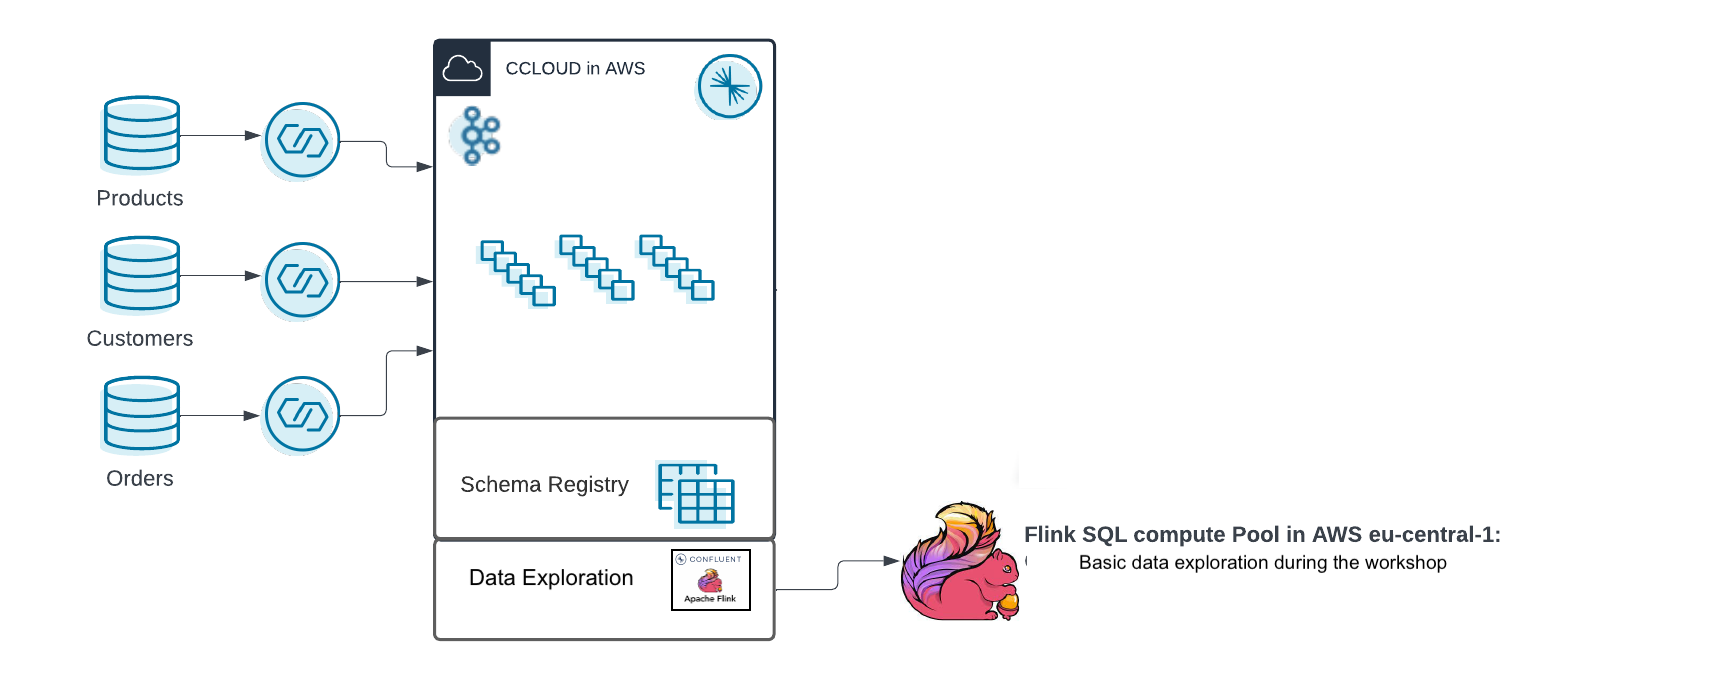 CCLOUD in AWS
Products
Customers
Orders
Schema Registry
Data Exploration
CONFLUENT
Apache Flink
Flink SQL compute Pool in AWS eu-central-1:
Basic data exploration during the workshop